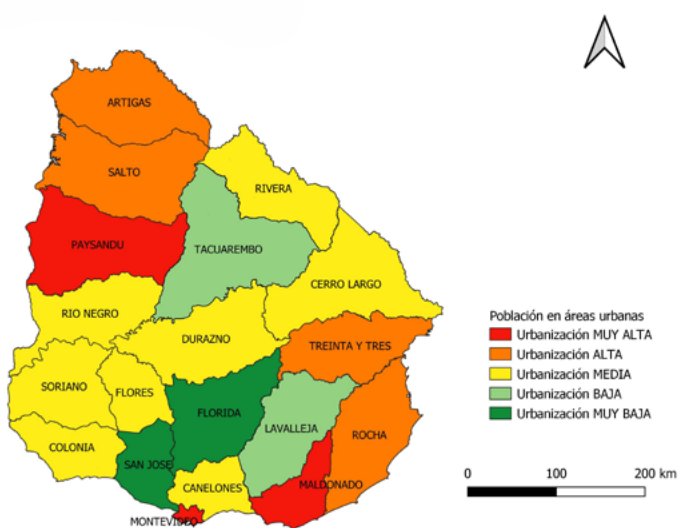 ARTIGAS
SALTO
RIVERA
PAYSANDU
TACUAREMBO
CERRO LARGO
RIO NEGRO
DURAZNO
TREINTA Y TRES
SORIANO
FLORES
FLORIDA
LAVALLEJA
ROCHA
COLONIA
SAN JOSE
CANELONES
MALDONADO
MONTEVIDEO
Población en áreas urbanas
Urbanización MUY ALTA
Urbanización ALTA
Urbanización MEDIA
Urbanización BAJA
Urbanización MUY BAJA
0 100 200 km